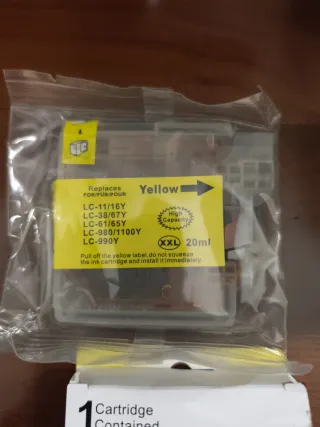 Replaces
FOR/FUR/POUR
Yellow
LC-11/16Y
LC-38/67Y
LC-61/65Y
LC-980/1100Y
LC-990Y
High
Capacity
XXL 20ml
Pull off the yellow label,do not squeeze
the ink cartridge and install it immediately
1 Cartridge
Contained